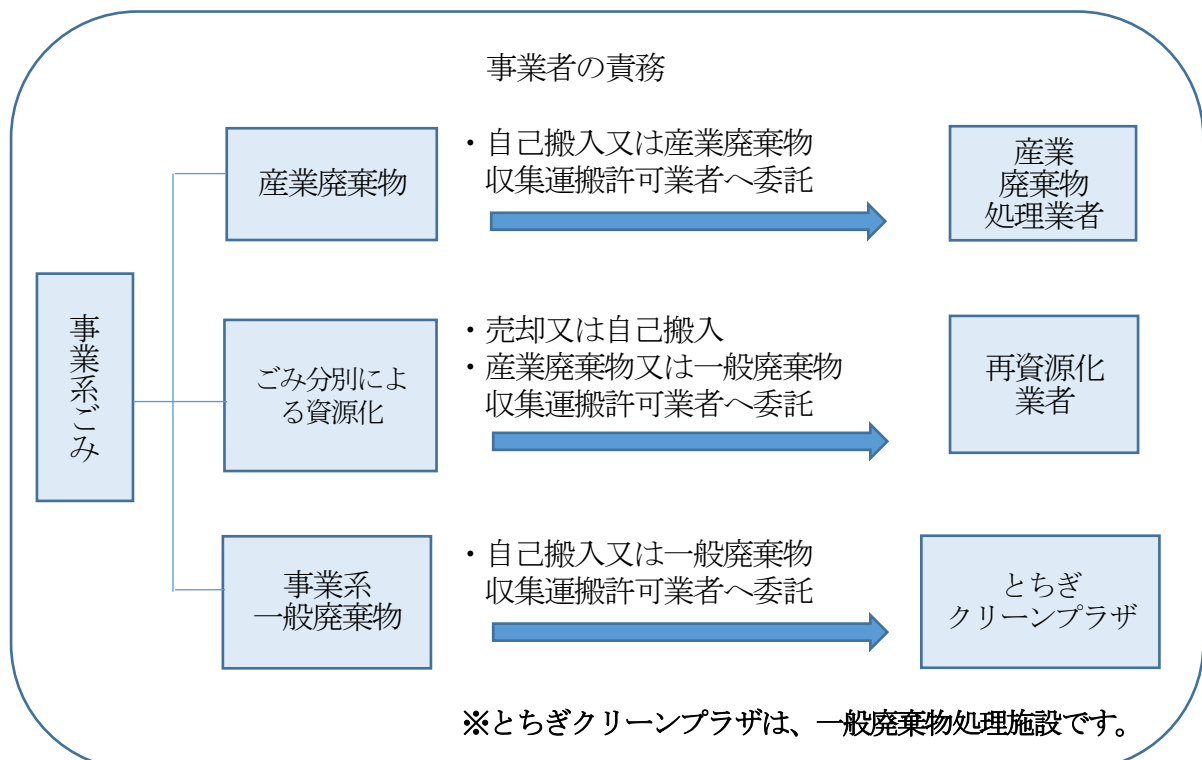 事業者の責務
事業系ごみ
産業廃棄物
・自己搬入又は産業廃棄物
収集運搬許可業者へ委託
産業
廃棄物
処理業者
ごみ分別によ
る資源化
・売却又は自己搬入
・産業廃棄物又は一般廃棄物
収集運搬許可業者へ委託
再資源化
業者
事業系
一般廃棄物
・自己搬入又は一般廃棄物
収集運搬許可業者へ委託
とちぎ
クリーンプラザ
※とちぎクリーンプラザは、一般廃棄物処理施設です。